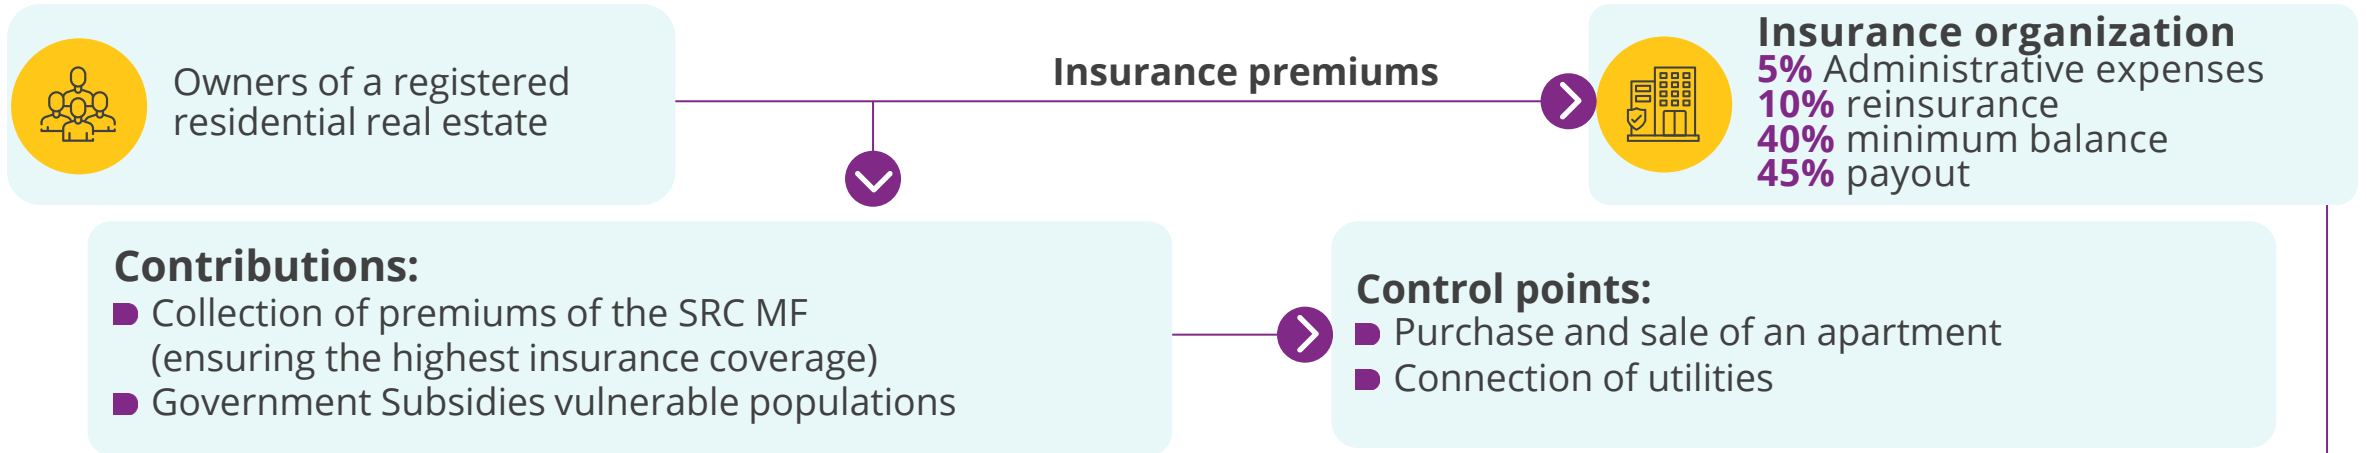 Owners of a registered
residential real estate
Insurance premiums
Insurance organization
5% Administrative expenses
10% reinsurance
40% minimum balance
45% payout
Contributions:
Collection of premiums of the SRC MF
(ensuring the highest insurance coverage)
Government Subsidies vulnerable populations
Control points:
Purchase and sale of an apartment
Connection of utilities